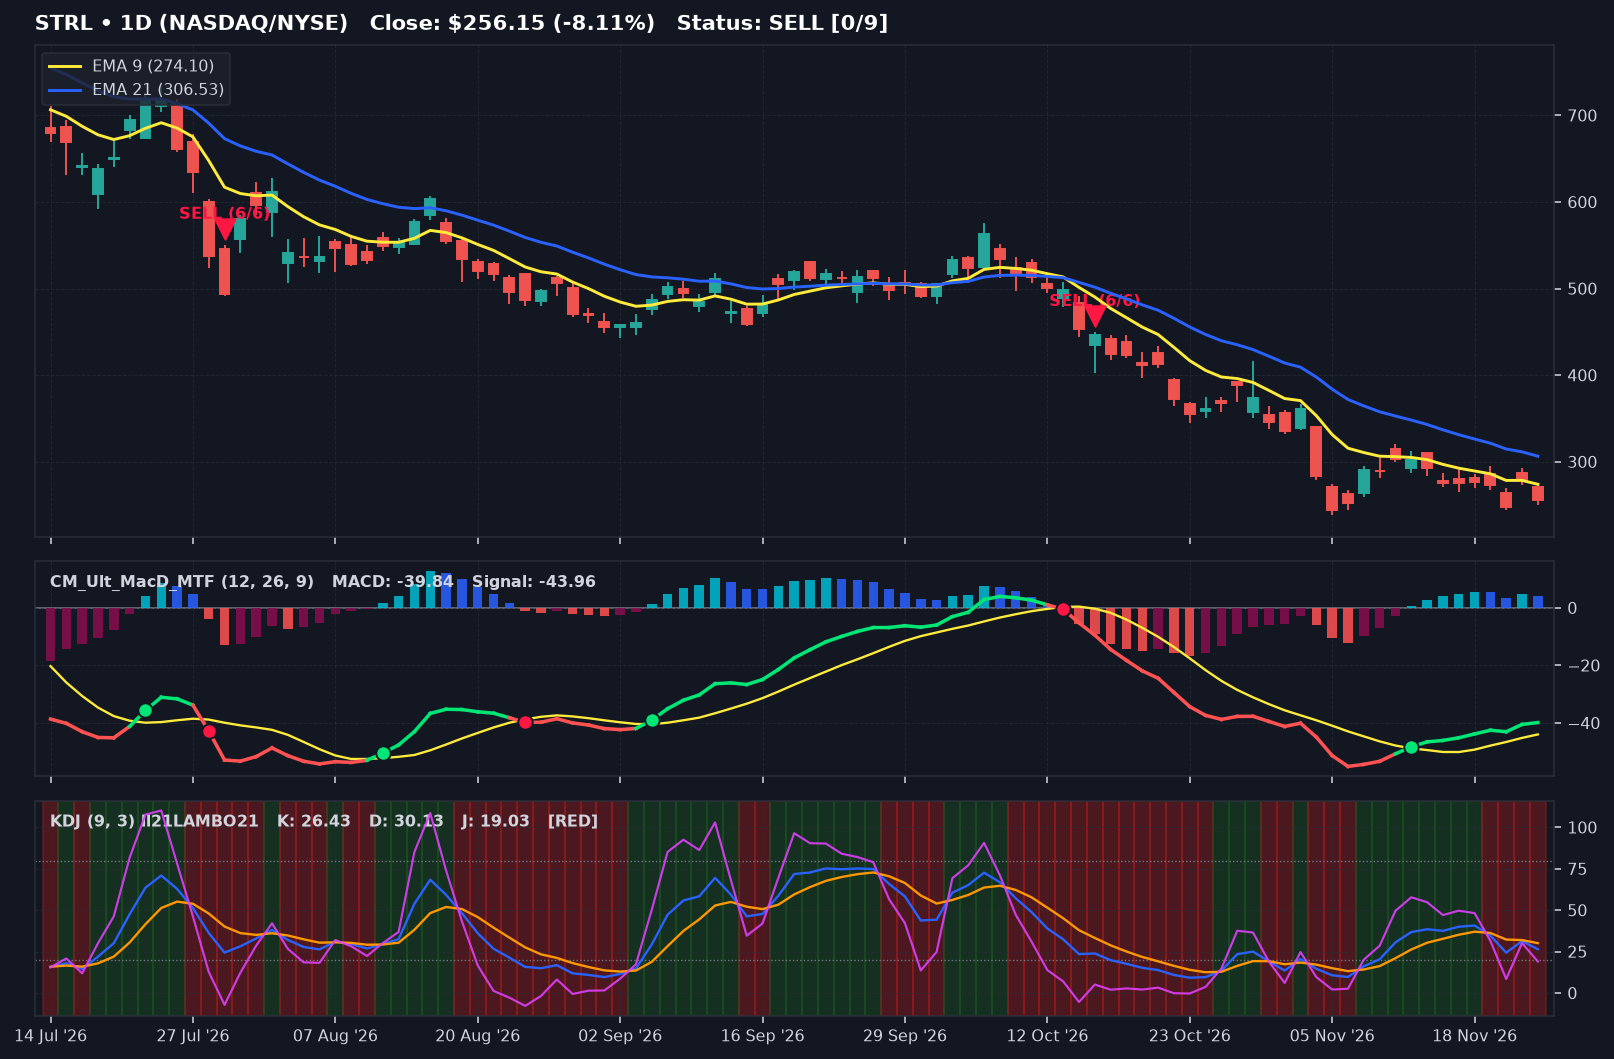 STRL • 1D (NASDAQ/NYSE)   Close: $256.15 (-8.11%)   Status: SELL [0/9]
EMA 9 (274.10)
EMA 21 (306.53)
700
600
SELL (6/6)
500
SELL (6/6)
400
300
CM_Ult_MacD_MTF (12, 26, 9)   MACD: -39.84   Signal: -43.96
0
−20
−40
KDJ (9, 3) ll21LAMBO21   K: 26.43   D: 30.13   J: 19.03   [RED]
100
75
50
25
0
14 Jul '26   27 Jul '26   07 Aug '26   20 Aug '26   02 Sep '26   16 Sep '26   29 Sep '26   12 Oct '26   23 Oct '26   05 Nov '26   18 Nov '26